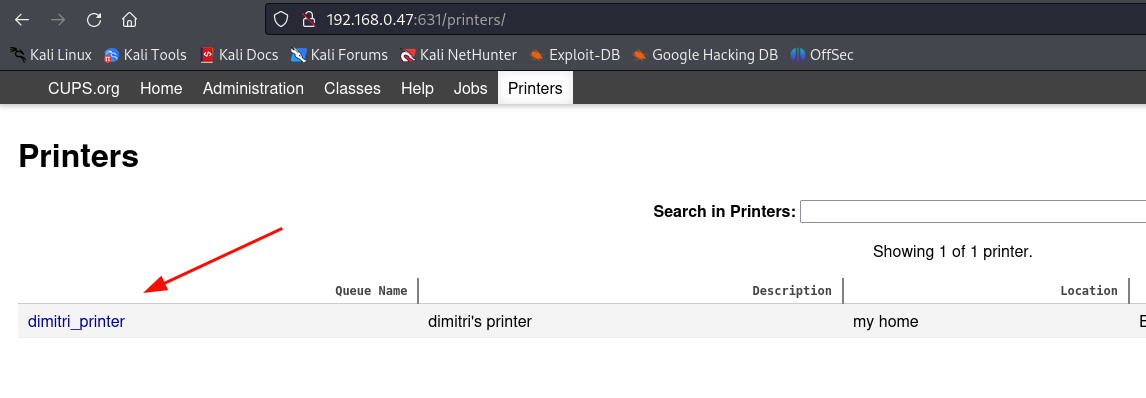 192.168.0.47:631/printers/
Kali Linux Kali Tools Kali Docs Kali Forums Kali NetHunter Exploit-DB Google Hacking DB OffSec
CUPS.org Home Administration Classes Help Jobs Printers
Printers
Search in Printers:
Showing 1 of 1 printer.
Queue Name Description Location
dimitri_printer dimitri's printer my home